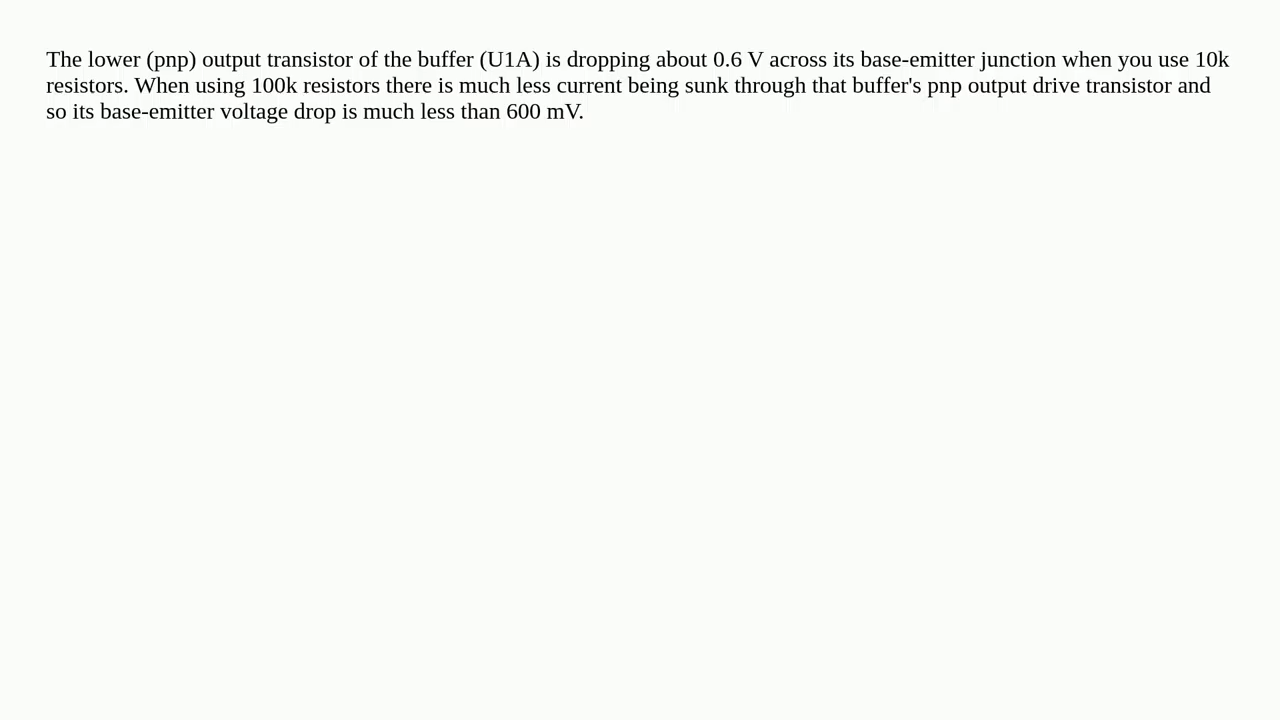 The lower (pnp) output transistor of the buffer (U1A) is dropping about 0.6 V across its base-emitter junction when you use 10k
resistors. When using 100k resistors there is much less current being sunk through that buffer's pnp output drive transistor and
so its base-emitter voltage drop is much less than 600 mV.